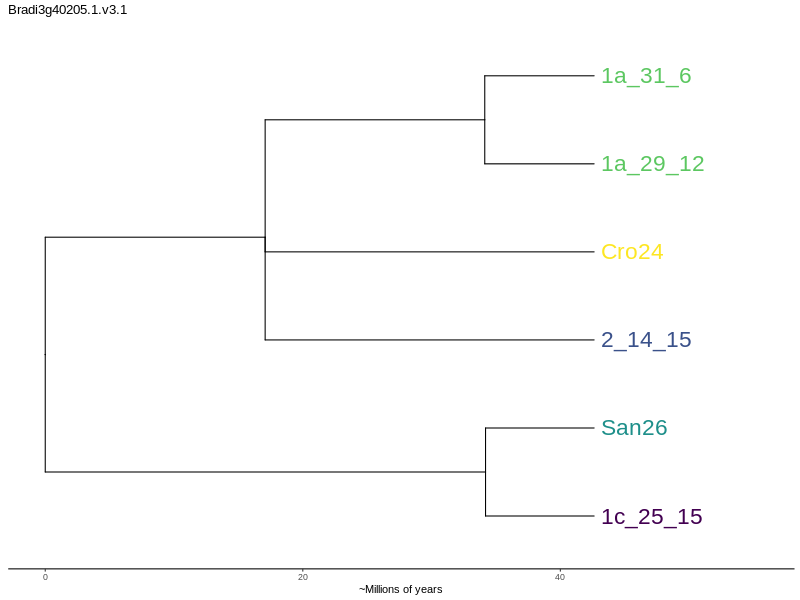 Bradi3g40205.1.v3.1
1a_31_6
1a_29_12
Cro24
2_14_15
San26
1c_25_15
0 20 40
~Millions of years